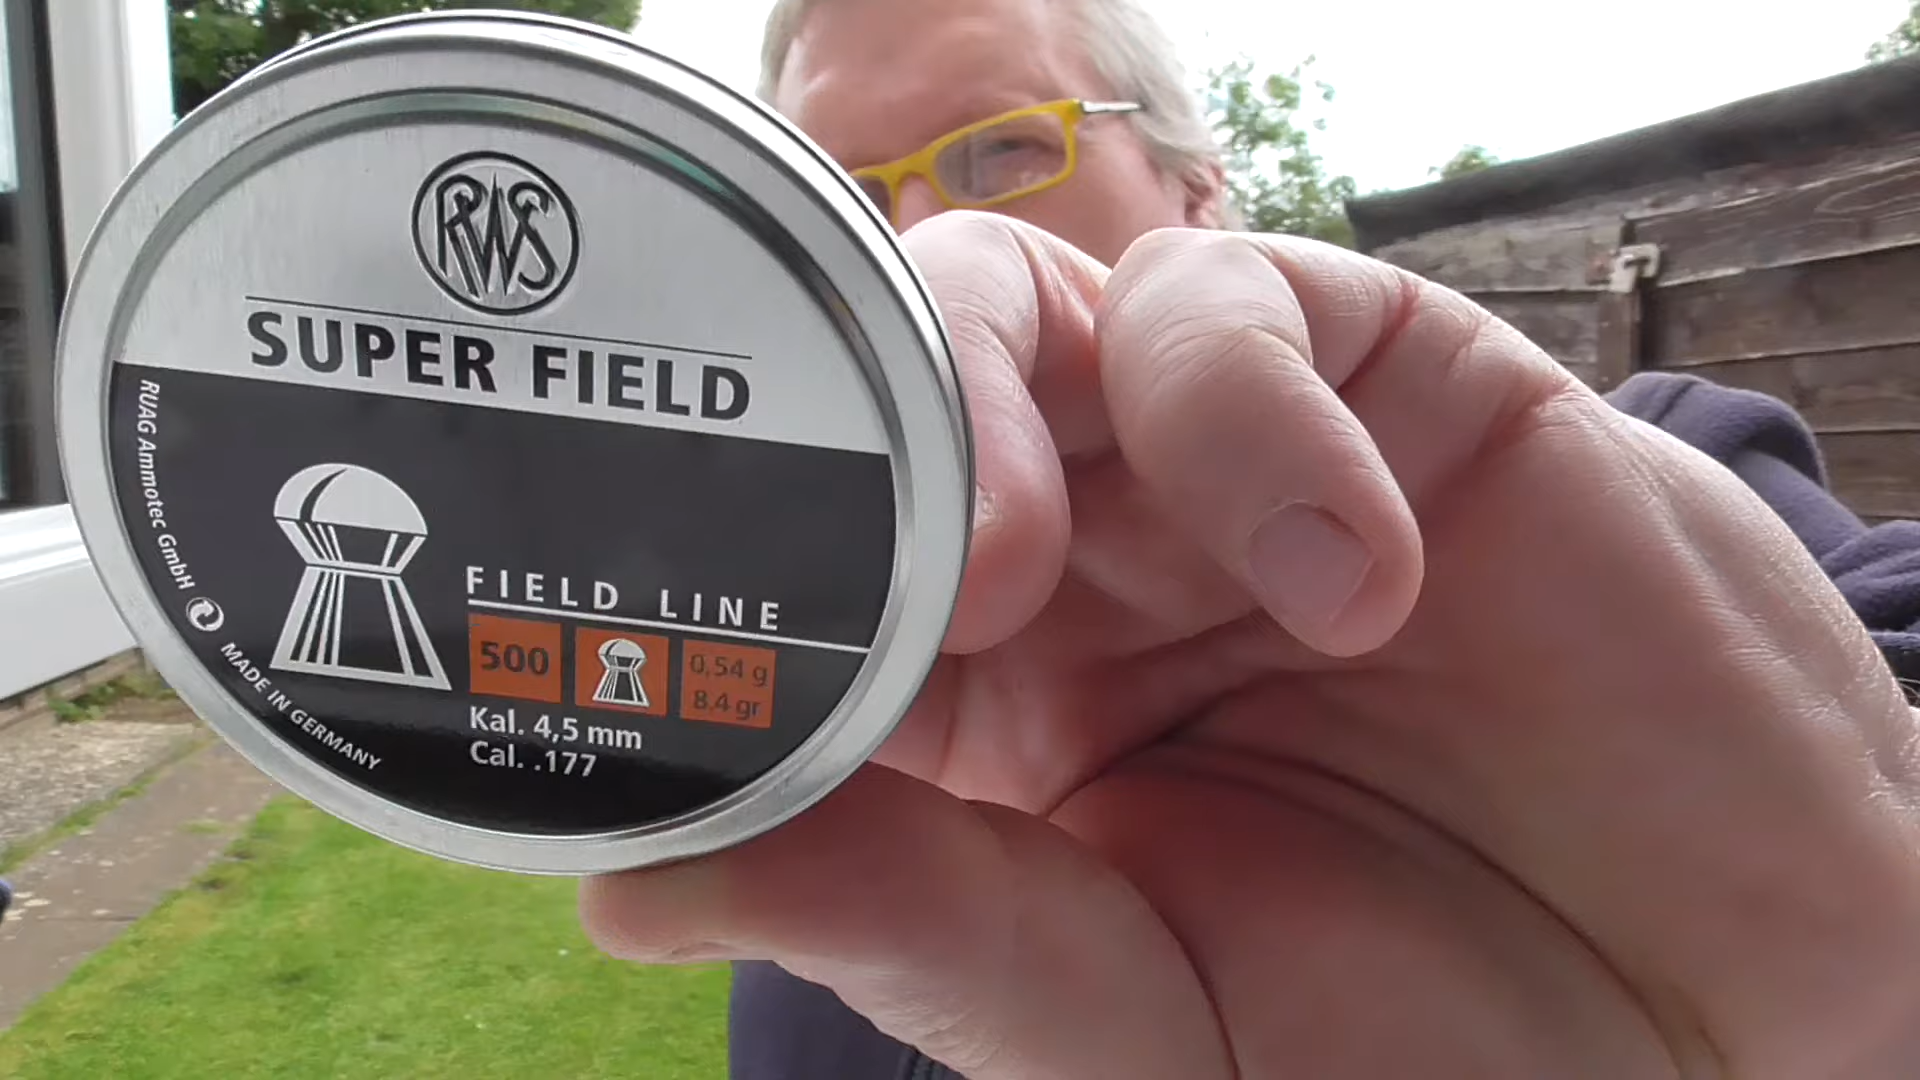 RWS
SUPER FIELD
RUAG Ammotec GmbH
MADE IN GERMANY
FIELD LINE
500
0,54 g
8.4 gr
Kal. 4,5 mm
Cal. .177